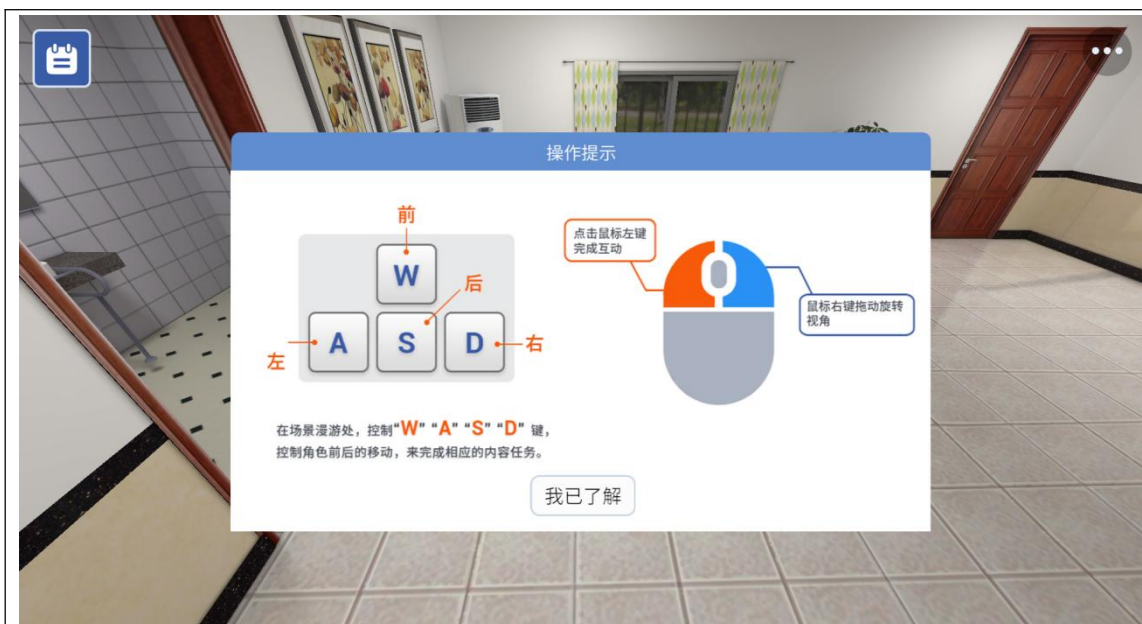 操作提示
前
W
后
A
S
D
左
右
点击鼠标左键
完成互动
鼠标右键拖动旋转
视角
在场景漫游处，控制“W” “A” “S” “D” 键，
控制角色前后的移动，来完成相应的内容任务。
我已了解